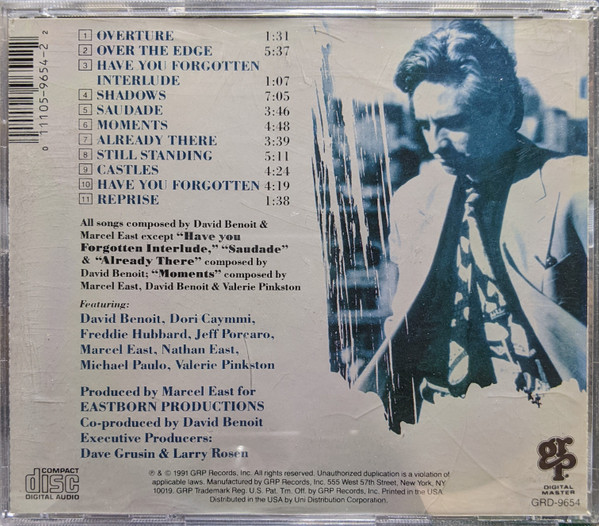 1 OVERTURE 1:31
2 OVER THE EDGE 5:37
3 HAVE YOU FORGOTTEN
INTERLUDE 1:07
4 SHADOWS 7:05
5 SAUDADE 3:46
6 MOMENTS 4:48
7 ALREADY THERE 3:39
8 STILL STANDING 5:11
9 CASTLES 4:24
10 HAVE YOU FORGOTTEN 4:19
11 REPRISE 1:38
All songs composed by David Benoit &
Marcel East except "Have you
Forgotten Interlude," "Saudade"
& "Already There" composed by
David Benoit; "Moments" composed by
Marcel East, David Benoit & Valerie Pinkston
Featuring:
David Benoit, Dori Caymmi,
Freddie Hubbard, Jeff Porcaro,
Marcel East, Nathan East,
Michael Paulo, Valerie Pinkston
Produced by Marcel East for
EASTBORN PRODUCTIONS
Co-produced by David Benoit
Executive Producers:
Dave Grusin & Larry Rosen
℗ & © 1991 GRP Records, Inc. All rights reserved. Unauthorized duplication is a violation of
applicable laws. Manufactured by GRP Records, Inc. 555 West 57th Street, New York, NY
10019. GRP Trademark Reg. U.S. Pat. Tm. Off. by GRP Records, Inc. Printed in the USA
Distributed in the USA by Uni Distribution Corporation.
COMPACT
disc
DIGITAL AUDIO
grp
DIGITAL
MASTER
GRD-9654
0 11105-9654-2 2